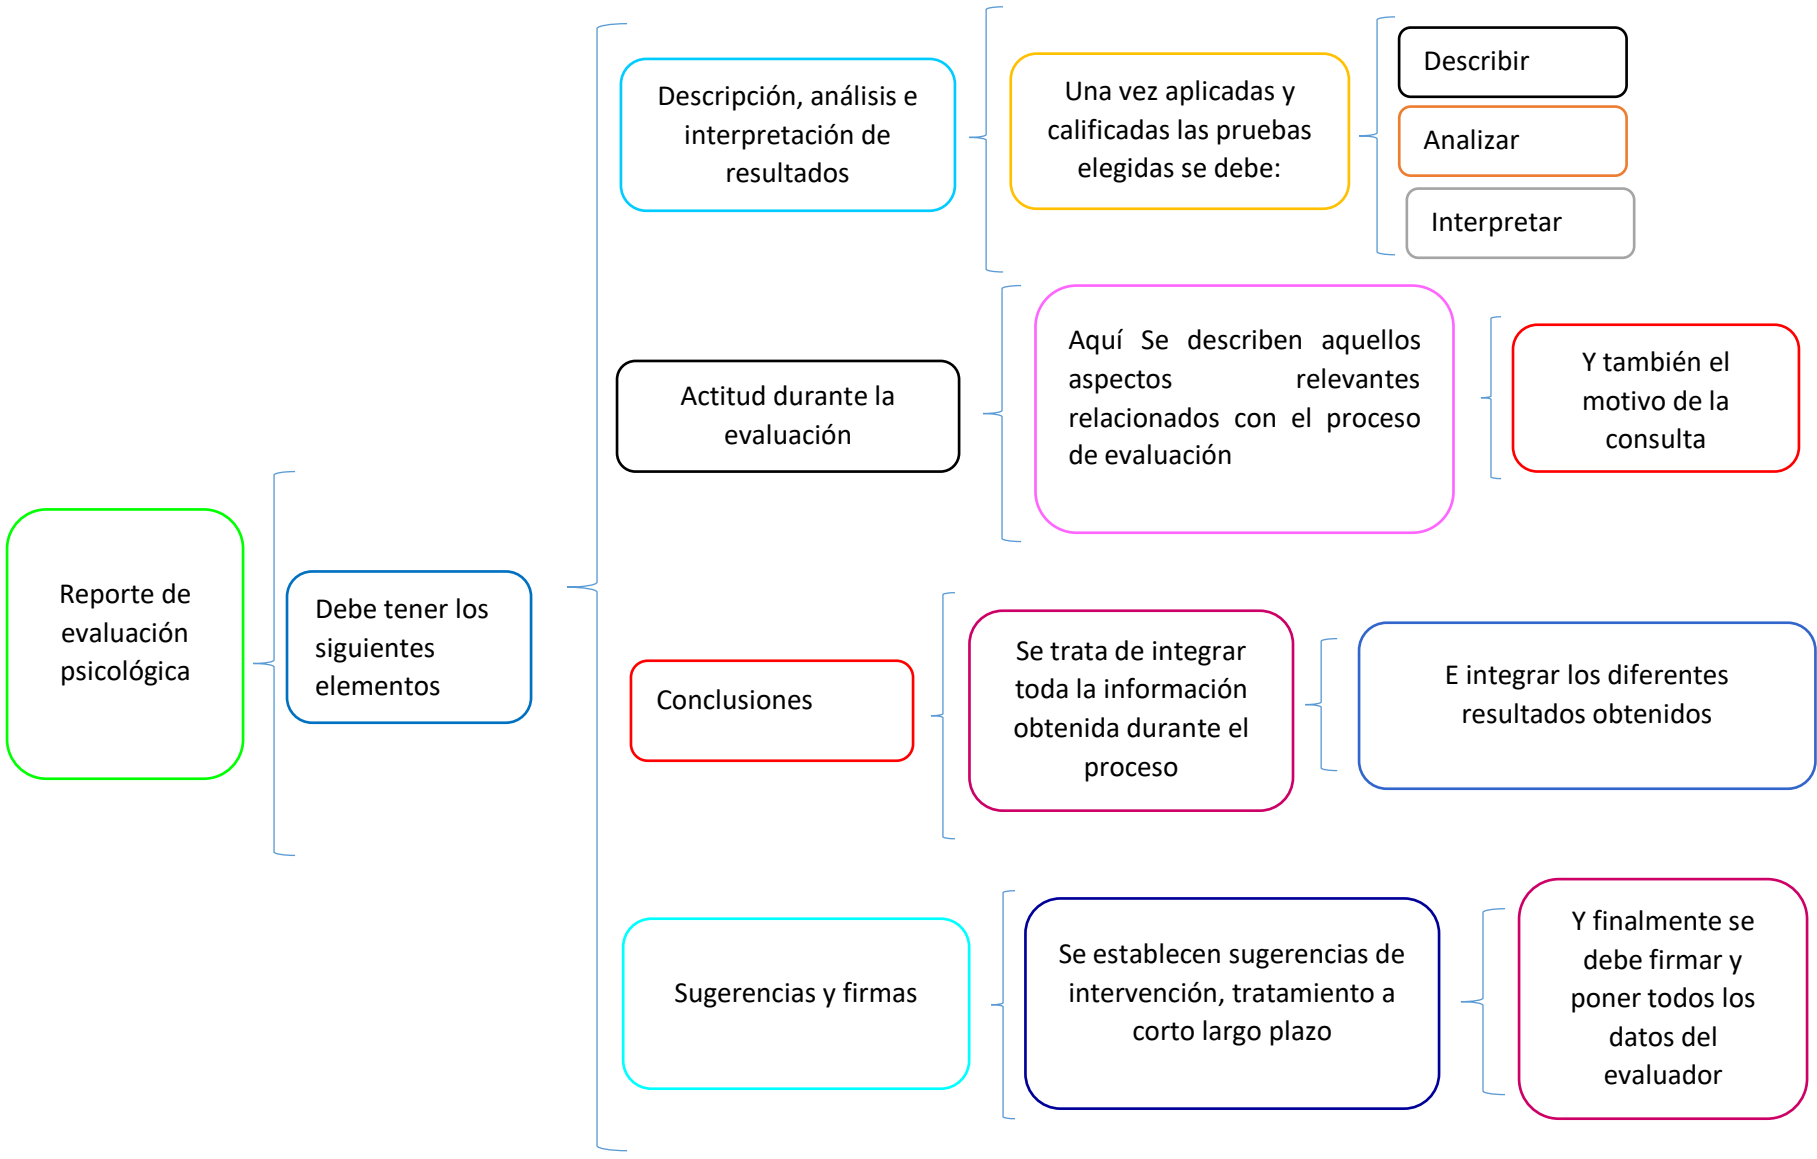 Reporte de
evaluación
psicológica
Debe tener los
siguientes
elementos
Descripción, análisis e
interpretación de
resultados
Una vez aplicadas y
calificadas las pruebas
elegidas se debe:
Describir
Analizar
Interpretar
Actitud durante la
evaluación
Aquí Se describen aquellos
aspectos relevantes
relacionados con el proceso
de evaluación
Y también el
motivo de la
consulta
Conclusiones
Se trata de integrar
toda la información
obtenida durante el
proceso
E integrar los diferentes
resultados obtenidos
Sugerencias y firmas
Se establecen sugerencias de
intervención, tratamiento a
corto largo plazo
Y finalmente se
debe firmar y
poner todos los
datos del
evaluador